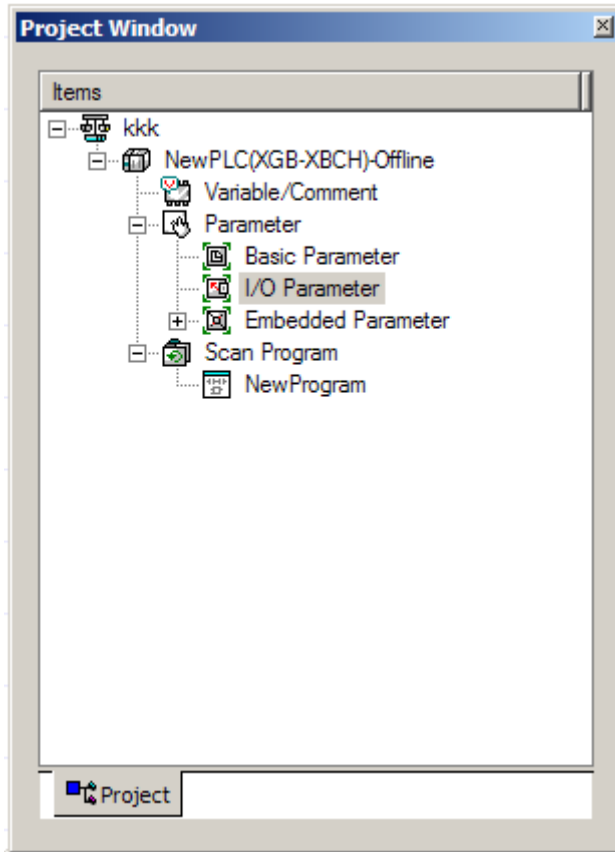 Project Window
Items
kkk
NewPLC(XGB-XBCH)-Offline
Variable/Comment
Parameter
Basic Parameter
I/O Parameter
Embedded Parameter
Scan Program
NewProgram
Project